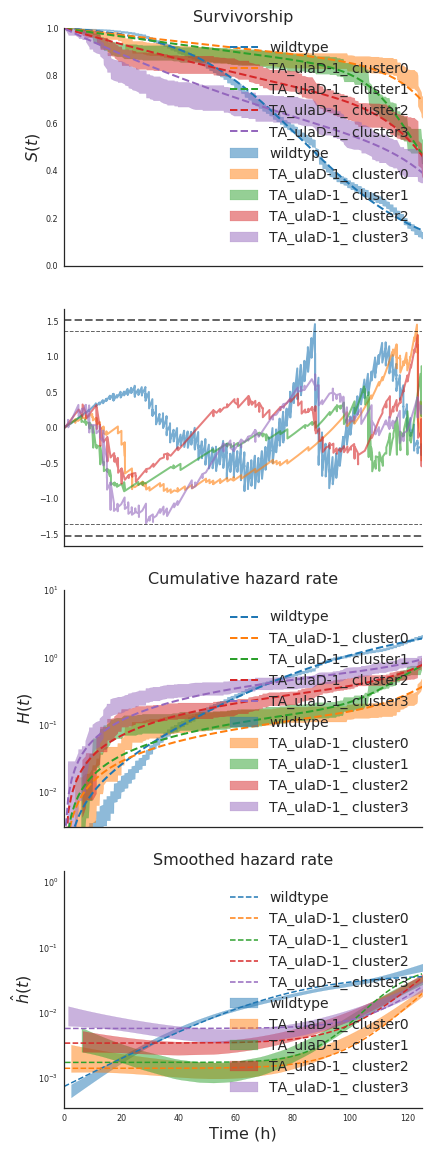 Survivorship
1.0
0.8
0.6
0.4
0.2
0.0
S(t)
wildtype
TA_ulaD-1_ cluster0
TA_ulaD-1_ cluster1
TA_ulaD-1_ cluster2
TA_ulaD-1_ cluster3
wildtype
TA_ulaD-1_ cluster0
TA_ulaD-1_ cluster1
TA_ulaD-1_ cluster2
TA_ulaD-1_ cluster3
1.5
1.0
0.5
0.0
−0.5
−1.0
−1.5
Cumulative hazard rate
10¹
10⁰
10⁻¹
10⁻²
H(t)
wildtype
TA_ulaD-1_ cluster0
TA_ulaD-1_ cluster1
TA_ulaD-1_ cluster2
TA_ulaD-1_ cluster3
wildtype
TA_ulaD-1_ cluster0
TA_ulaD-1_ cluster1
TA_ulaD-1_ cluster2
TA_ulaD-1_ cluster3
Smoothed hazard rate
10⁰
10⁻¹
10⁻²
10⁻³
ĥ(t)
wildtype
TA_ulaD-1_ cluster0
TA_ulaD-1_ cluster1
TA_ulaD-1_ cluster2
TA_ulaD-1_ cluster3
wildtype
TA_ulaD-1_ cluster0
TA_ulaD-1_ cluster1
TA_ulaD-1_ cluster2
TA_ulaD-1_ cluster3
0 20 40 60 80 100 120
Time (h)